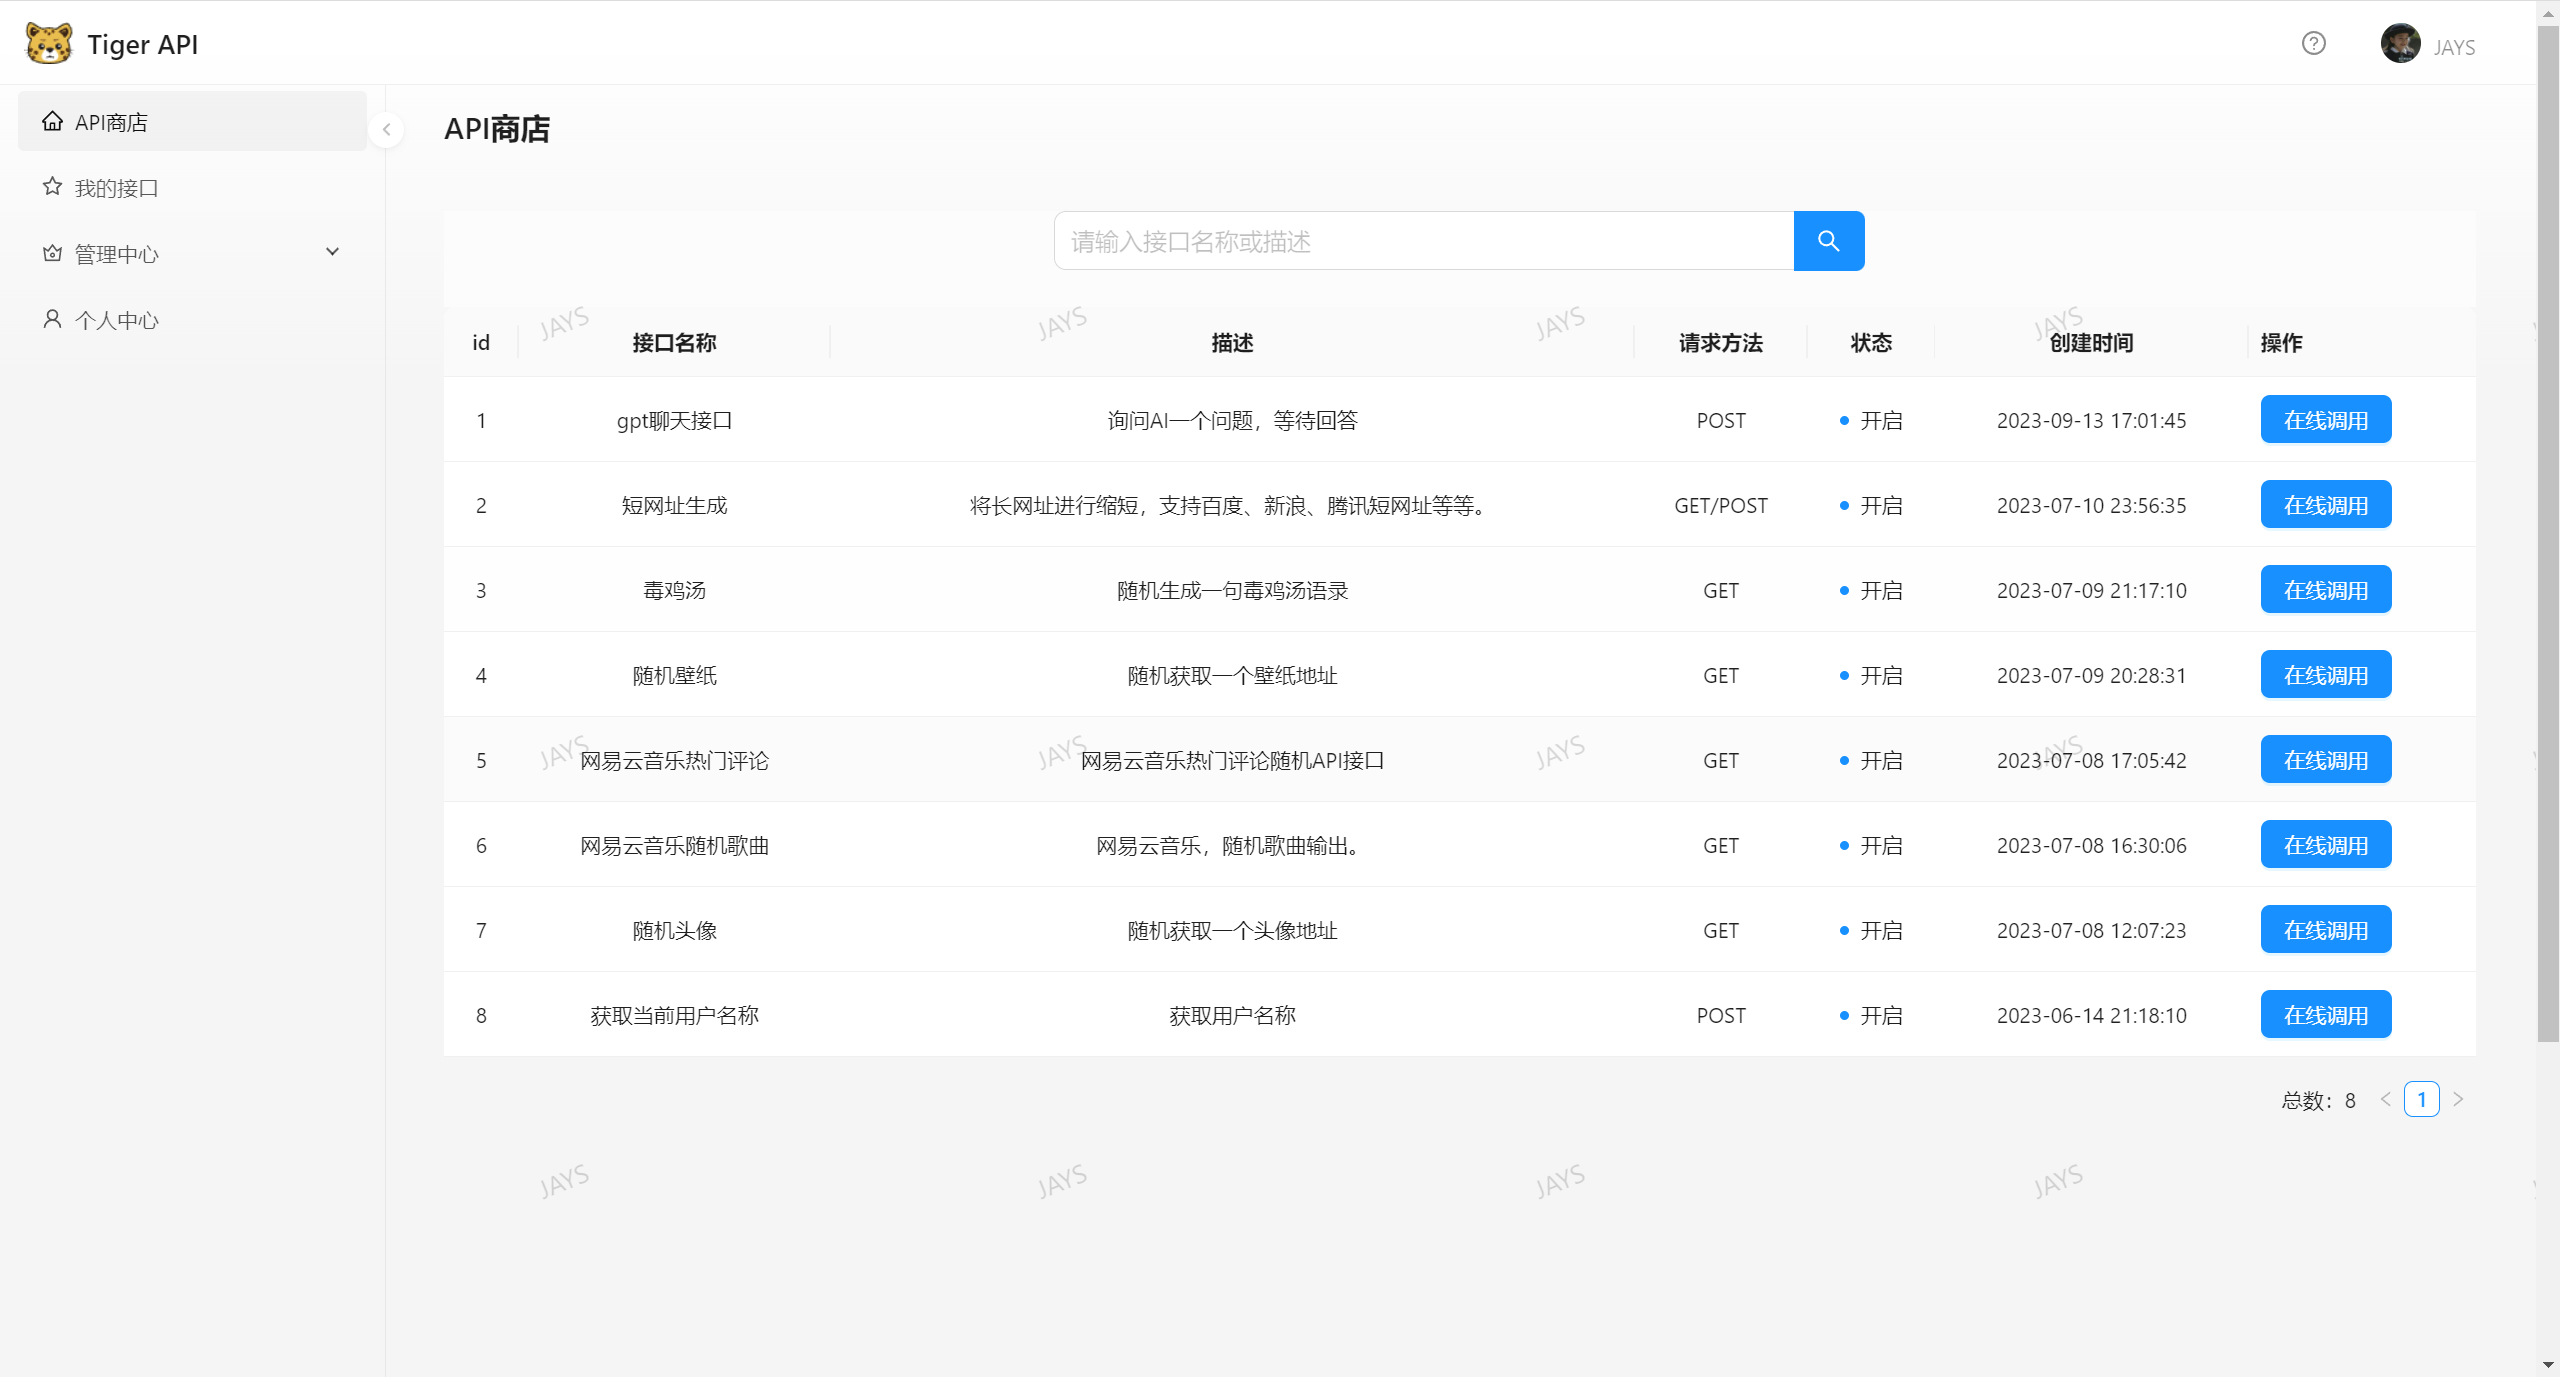 Tiger API
JAYS
API商店
我的接口
管理中心
个人中心
API商店
请输入接口名称或描述
id 接口名称 描述 请求方法 状态 创建时间 操作
1 gpt聊天接口 询问AI一个问题，等待回答 POST 开启 2023-09-13 17:01:45 在线调用
2 短网址生成 将长网址进行缩短，支持百度、新浪、腾讯短网址等等。 GET/POST 开启 2023-07-10 23:56:35 在线调用
3 毒鸡汤 随机生成一句毒鸡汤语录 GET 开启 2023-07-09 21:17:10 在线调用
4 随机壁纸 随机获取一个壁纸地址 GET 开启 2023-07-09 20:28:31 在线调用
5 网易云音乐热门评论 网易云音乐热门评论随机API接口 GET 开启 2023-07-08 17:05:42 在线调用
6 网易云音乐随机歌曲 网易云音乐，随机歌曲输出。 GET 开启 2023-07-08 16:30:06 在线调用
7 随机头像 随机获取一个头像地址 GET 开启 2023-07-08 12:07:23 在线调用
8 获取当前用户名称 获取用户名称 POST 开启 2023-06-14 21:18:10 在线调用
总数：8 < 1 >
JAYS JAYS JAYS JAYS
JAYS JAYS JAYS JAYS
JAYS JAYS JAYS JAYS